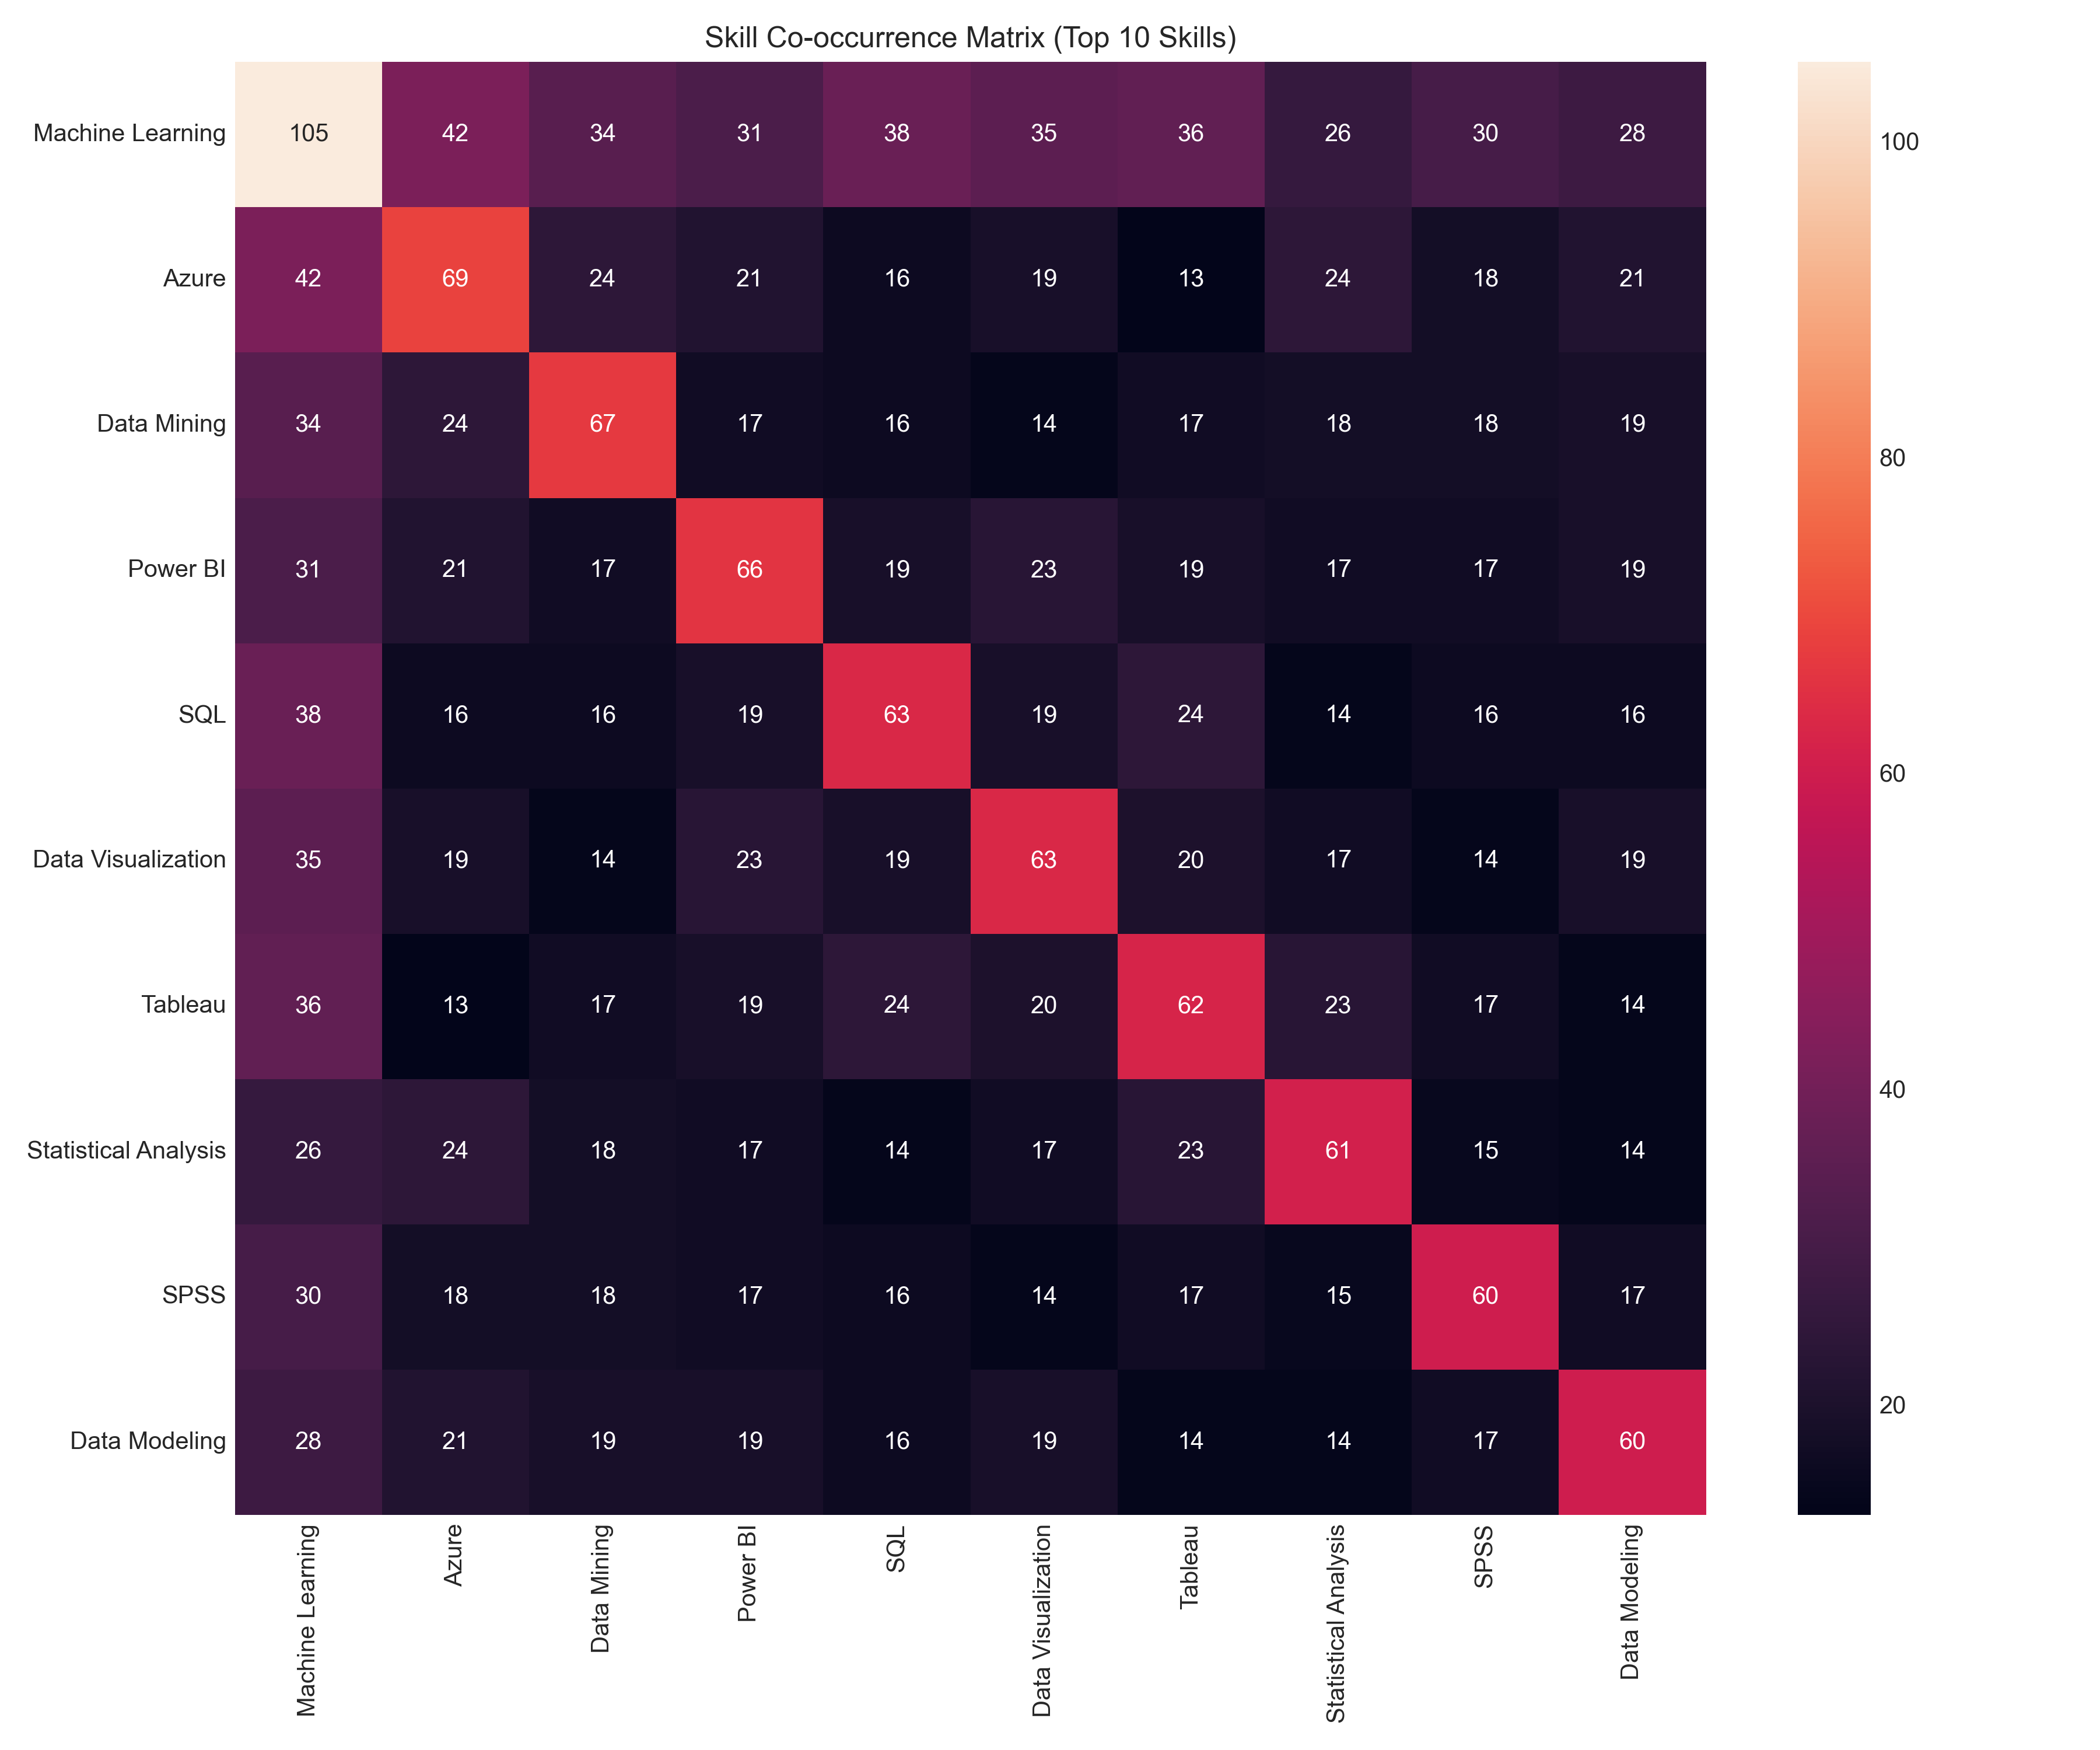 Skill Co-occurrence Matrix (Top 10 Skills)
Machine Learning 105 42 34 31 38 35 36 26 30 28
Azure 42 69 24 21 16 19 13 24 18 21
Data Mining 34 24 67 17 16 14 17 18 18 19
Power BI 31 21 17 66 19 23 19 17 17 19
SQL 38 16 16 19 63 19 24 14 16 16
Data Visualization 35 19 14 23 19 63 20 17 14 19
Tableau 36 13 17 19 24 20 62 23 17 14
Statistical Analysis 26 24 18 17 14 17 23 61 15 14
SPSS 30 18 18 17 16 14 17 15 60 17
Data Modeling 28 21 19 19 16 19 14 14 17 60
Machine Learning
Azure
Data Mining
Power BI
SQL
Data Visualization
Tableau
Statistical Analysis
SPSS
Data Modeling
100
80
60
40
20